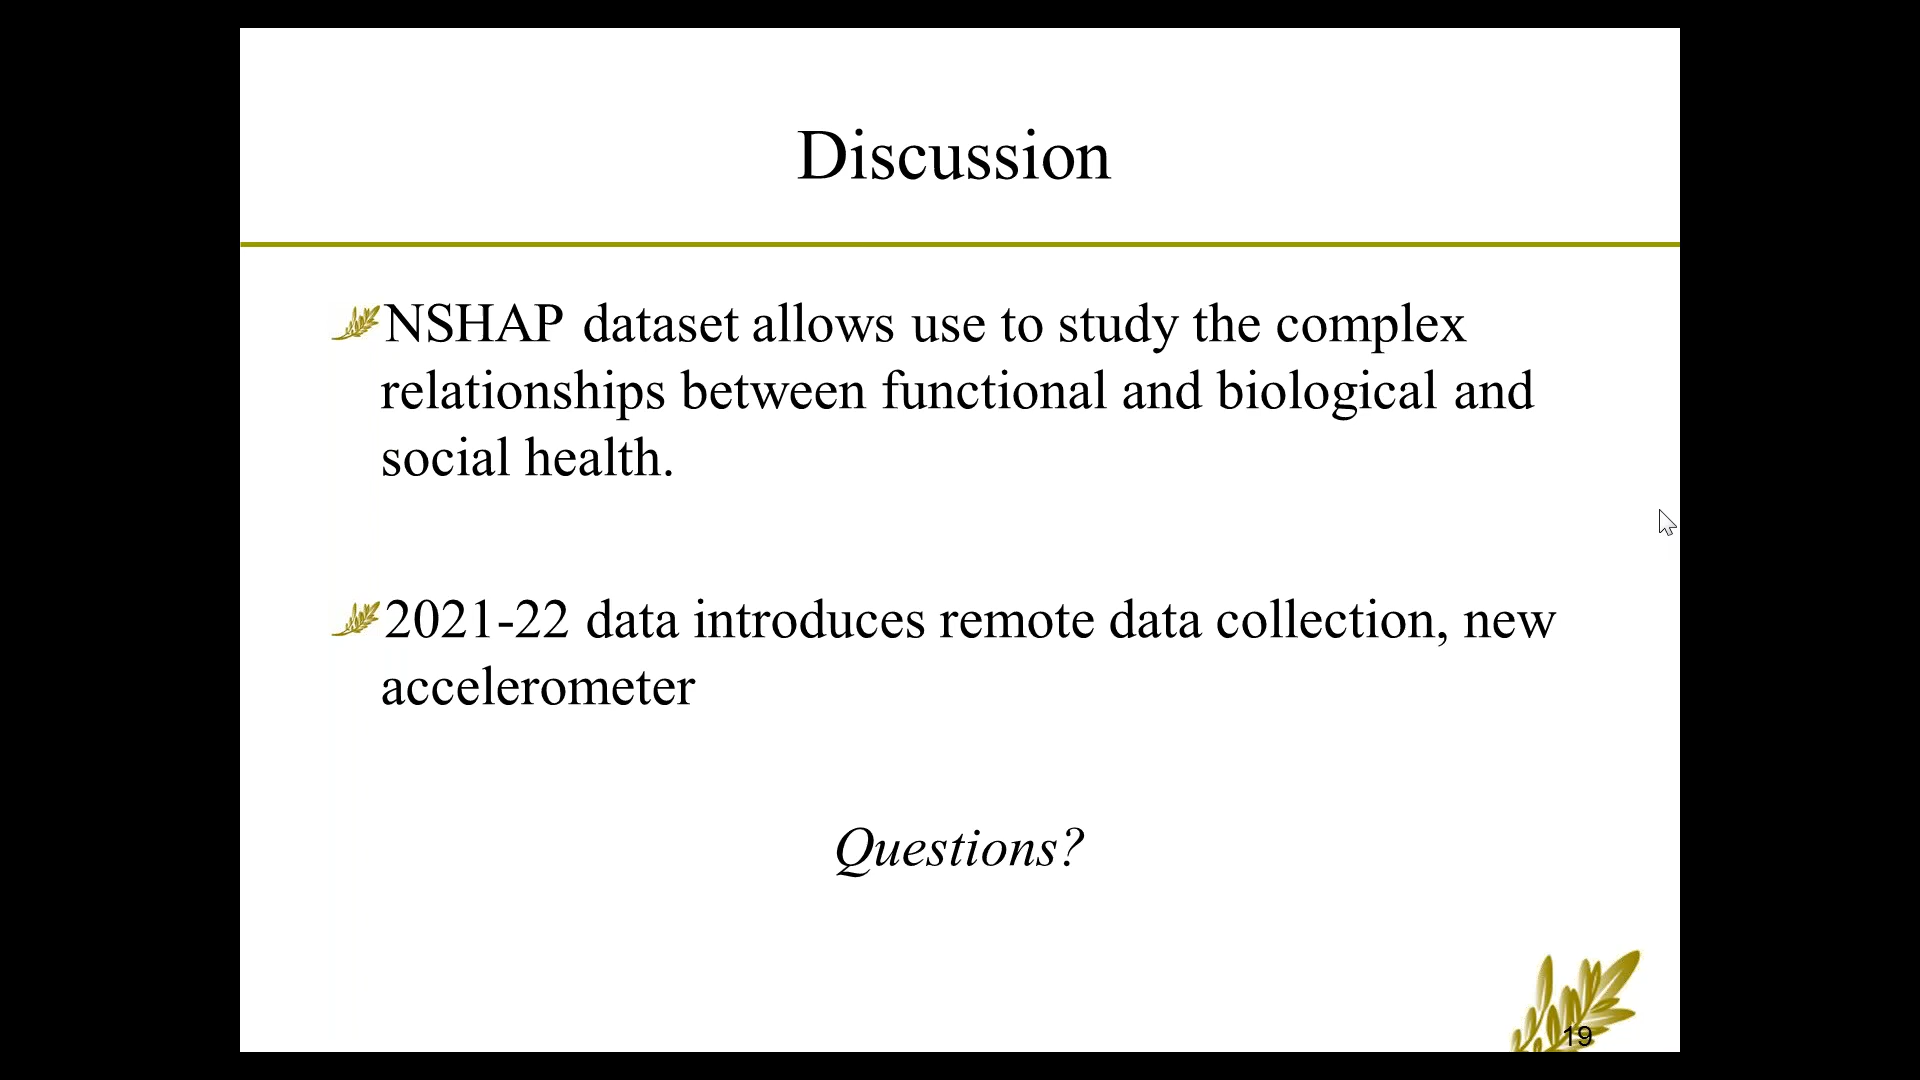 Discussion
NSHAP dataset allows use to study the complex
relationships between functional and biological and
social health.
2021-22 data introduces remote data collection, new
accelerometer
Questions?
19